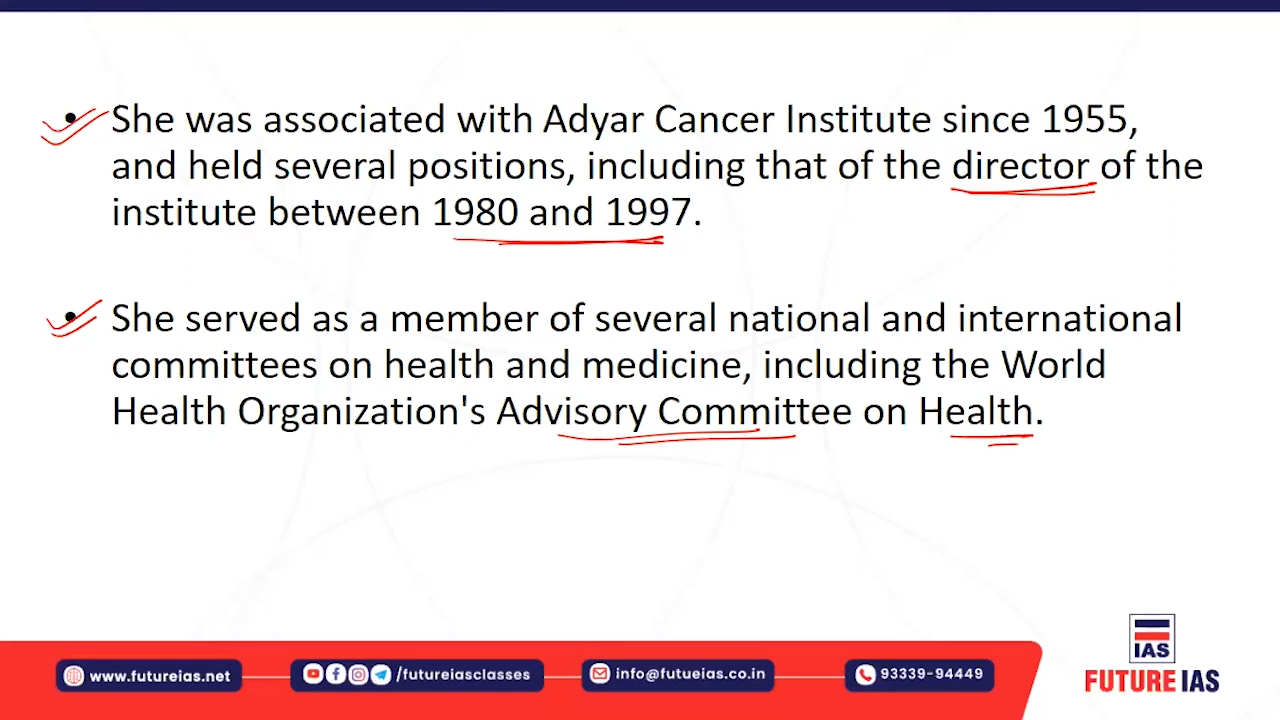 • She was associated with Adyar Cancer Institute since 1955,
and held several positions, including that of the director of the
institute between 1980 and 1997.
• She served as a member of several national and international
committees on health and medicine, including the World
Health Organization's Advisory Committee on Health.
www.futureias.net
/futureiasclasses
info@futueias.co.in
93339-94449
IAS
FUTURE IAS